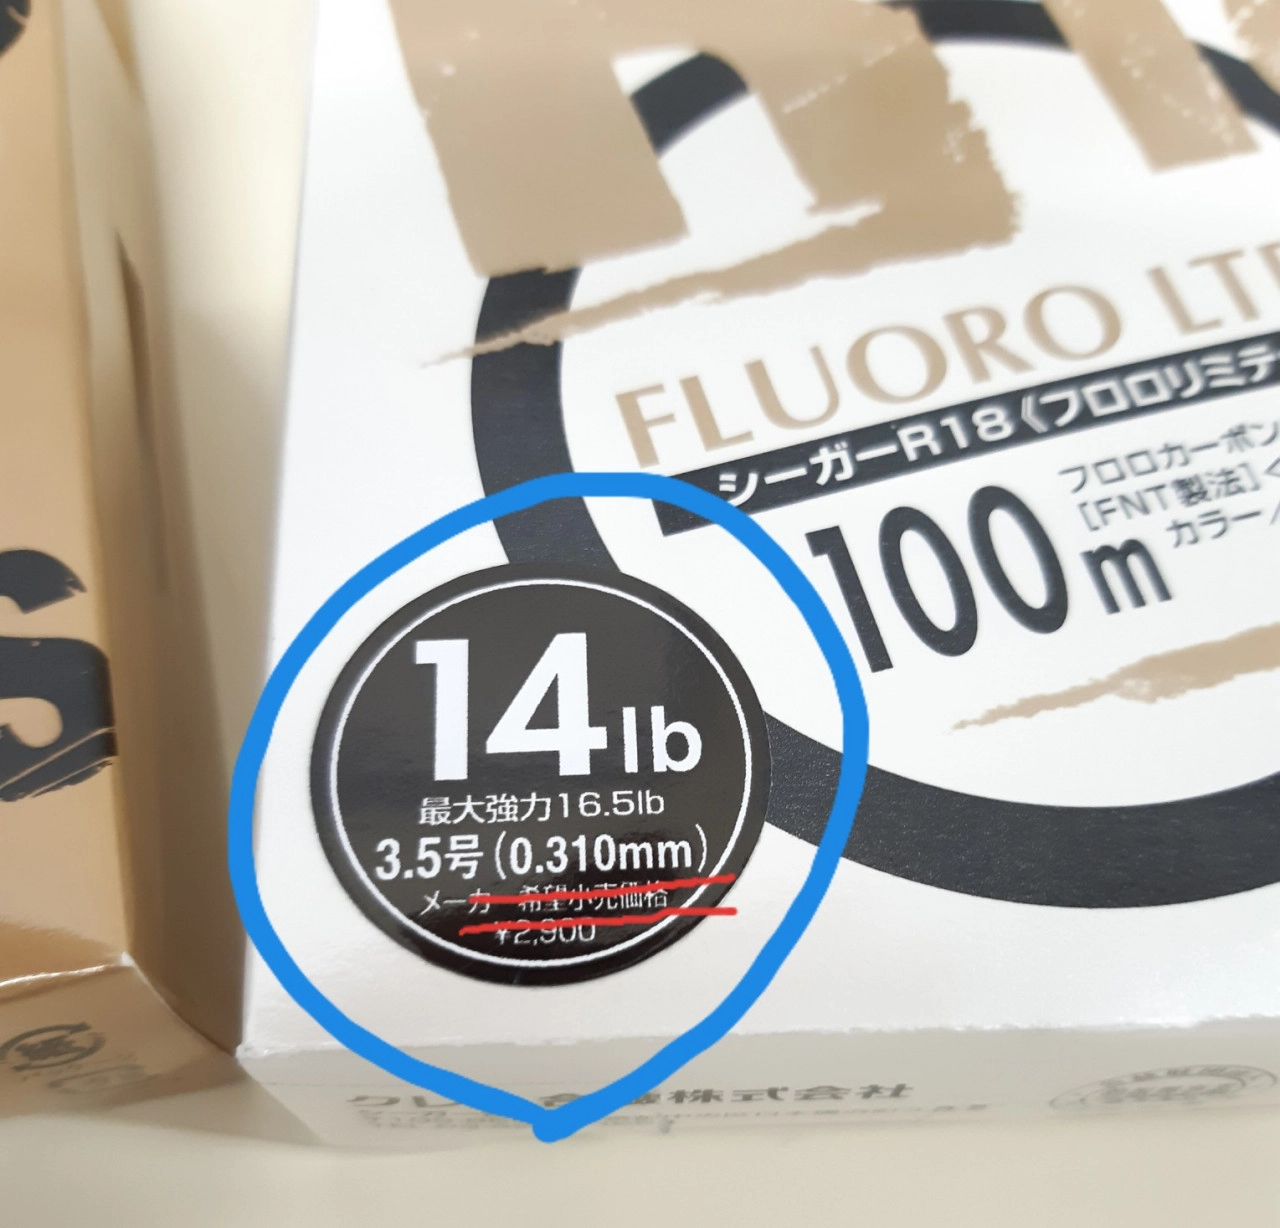 FLUORO LT
シーガーR18《フロロリミテ
100m
フロロカーボン
[FNT製法]
カラー/
14lb
最大強力16.5lb
3.5号(0.310mm)
メーカー希望小売価格
¥2,900
株式会社
S